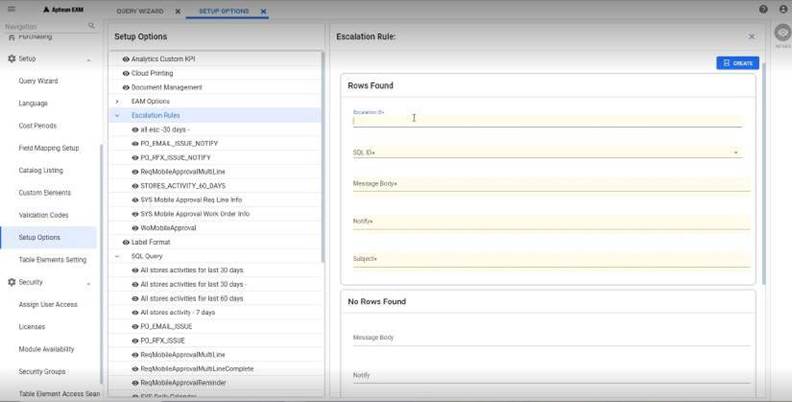 Aptean EAM
QUERY WIZARD
SETUP OPTIONS
Navigation
Purchasing
Setup
Query Wizard
Language
Cost Periods
Field Mapping Setup
Catalog Listing
Custom Elements
Validation Codes
Setup Options
Table Elements Setting
Security
Assign User Access
Licenses
Module Availability
Security Groups
Table Element Access Sear
Setup Options
Analytics Custom KPI
Cloud Printing
Document Management
EAM Options
Escalation Rules
all esc -30 days -
PO_EMAIL_ISSUE_NOTIFY
PO_RFX_ISSUE_NOTIFY
ReqMobileApprovalMultiLine
STORES_ACTIVITY_60_DAYS
SYS Mobile Approval Req Line Info
SYS Mobile Approval Work Order Info
WoMobileApproval
Label Format
SQL Query
All stores activities for last 30 days
All stores activities for last 30 days -
All stores activities for last 60 days
All stores activity - 7 days
PO_EMAIL_ISSUE
PO_RFX_ISSUE
ReqMobileApprovalMultiLine
ReqMobileApprovalMultiLineComplete
ReqMobileApprovalReminder
SYS Daily Calendar
Escalation Rule:
CREATE
Rows Found
Escalation ID*
SQL ID*
Message Body*
Notify*
Subject*
No Rows Found
Message Body
Notify